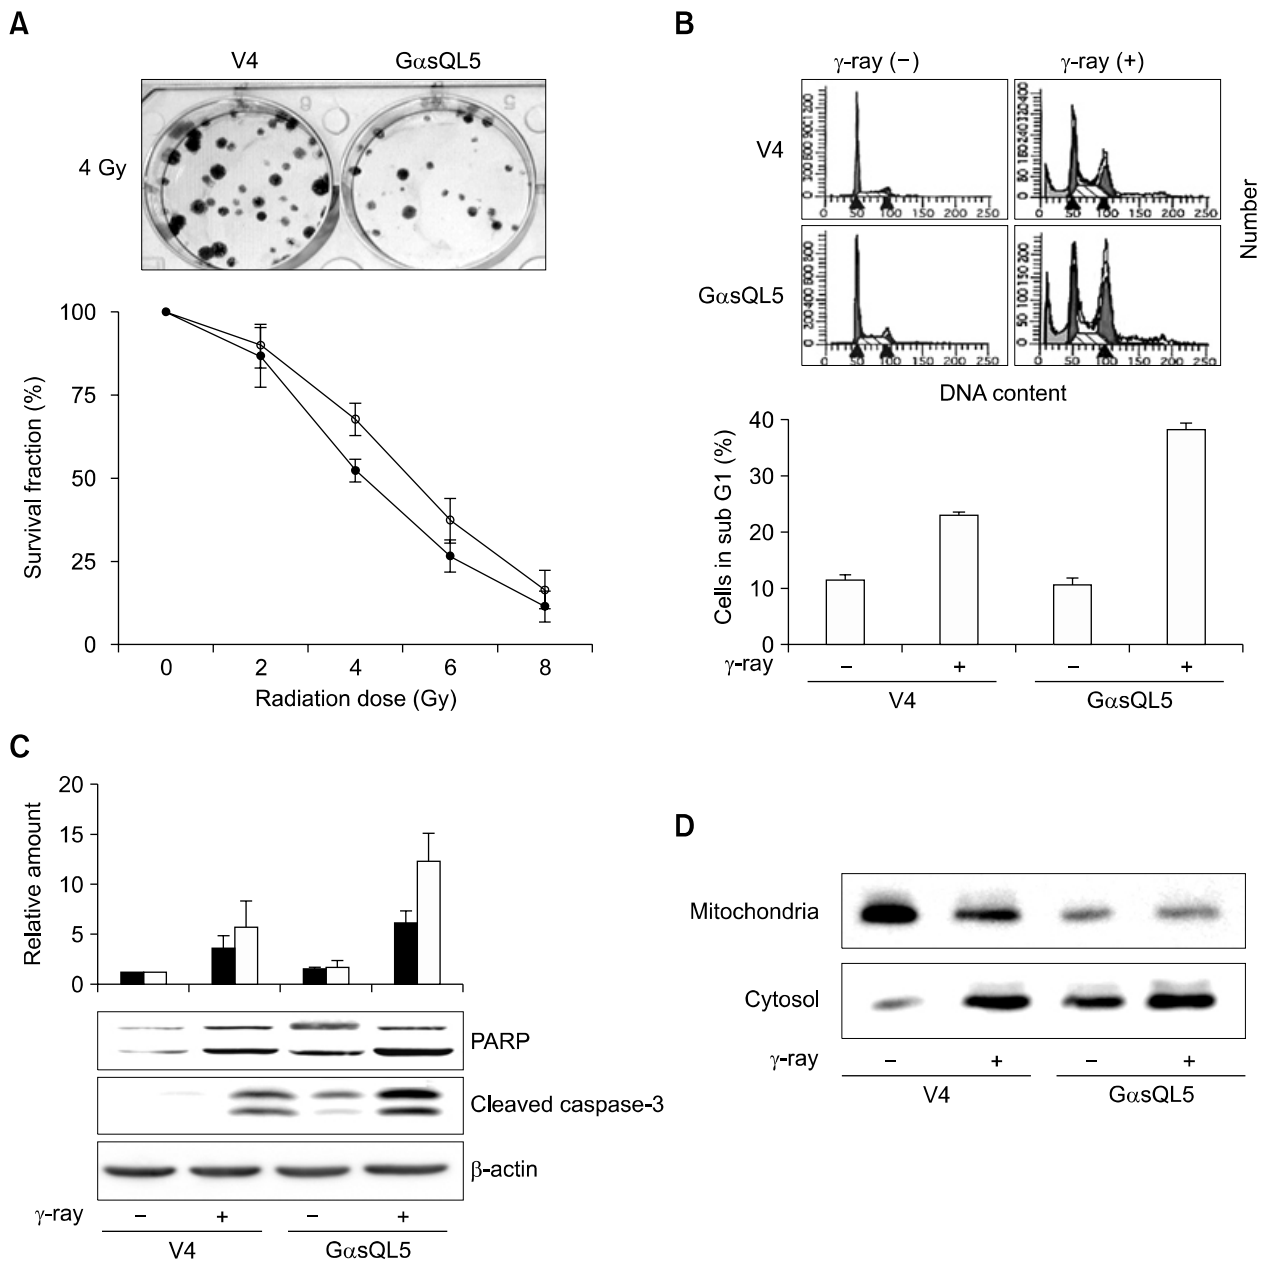 A
V4
GαsQL5
4 Gy
100
75
50
25
0
Survival fraction (%)
0 2 4 6 8
Radiation dose (Gy)
B
γ-ray (−)
γ-ray (+)
V4
0 50 100 150 200 250
0 50 100 150 200 250
GαsQL5
0 50 100 150 200 250
0 50 100 150 200 250
Number
DNA content
40
30
20
10
0
Cells in sub G1 (%)
γ-ray − + − +
V4 GαsQL5
C
20
15
10
5
0
Relative amount
PARP
Cleaved caspase-3
β-actin
γ-ray − + − +
V4 GαsQL5
D
Mitochondria
Cytosol
γ-ray − + − +
V4 GαsQL5